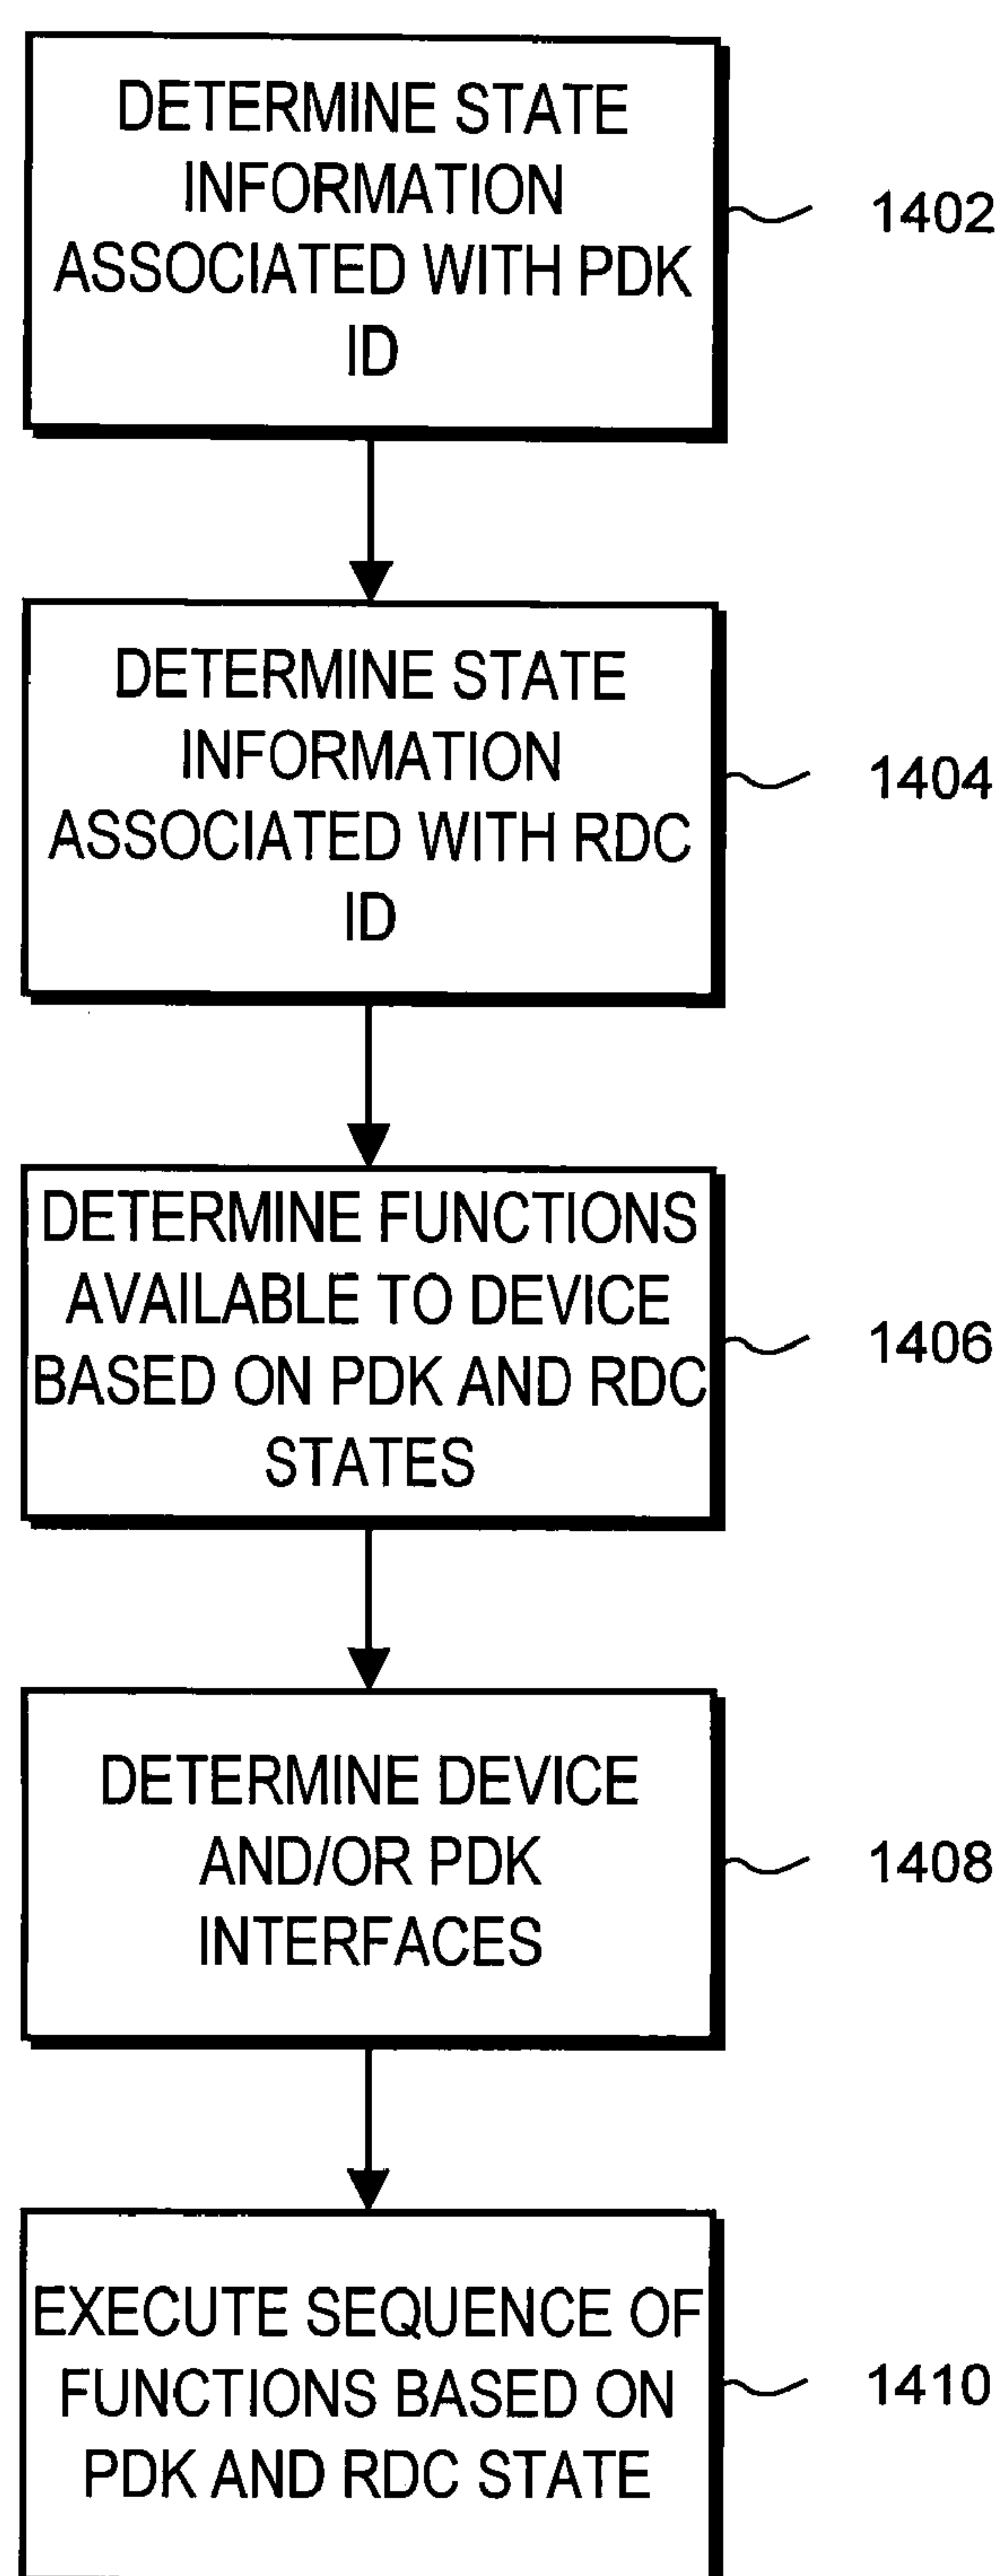 DETERMINE STATE
INFORMATION
ASSOCIATED WITH PDK
ID
1402
DETERMINE STATE
INFORMATION
ASSOCIATED WITH RDC
ID
1404
DETERMINE FUNCTIONS
AVAILABLE TO DEVICE
BASED ON PDK AND RDC
STATES
1406
DETERMINE DEVICE
AND/OR PDK
INTERFACES
1408
EXECUTE SEQUENCE OF
FUNCTIONS BASED ON
PDK AND RDC STATE
1410